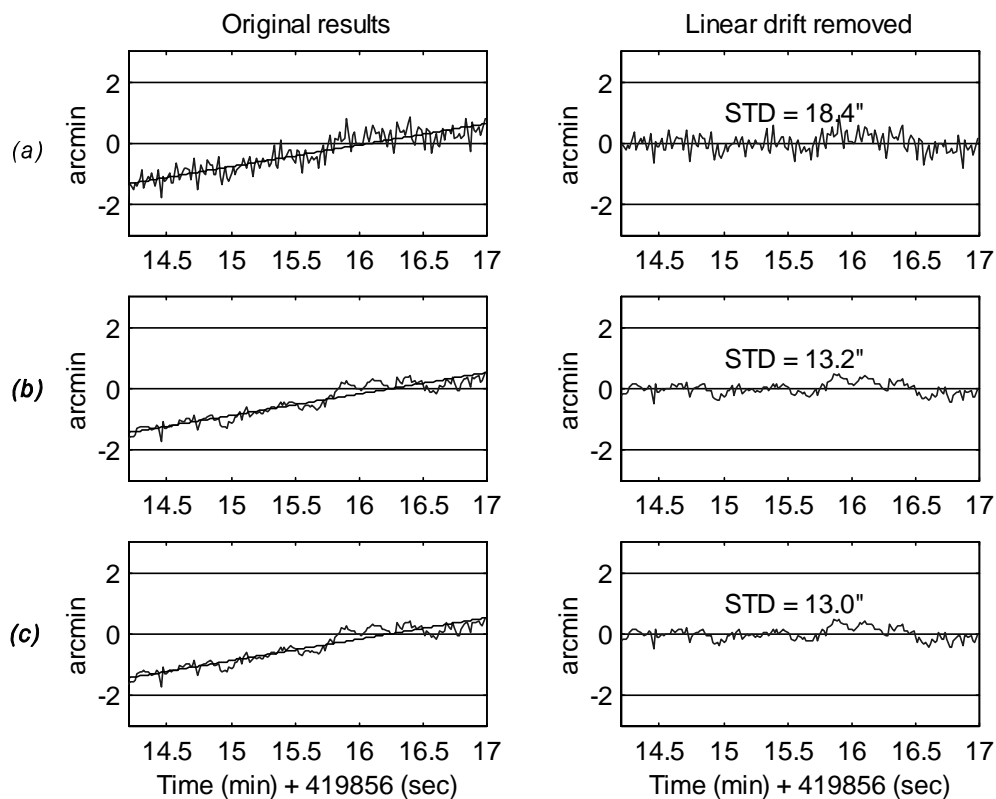 Original results Linear drift removed
(a)
arcmin
2
0
-2
14.5 15 15.5 16 16.5 17
arcmin
2
0
-2
STD = 18.4"
14.5 15 15.5 16 16.5 17
(b)
arcmin
2
0
-2
14.5 15 15.5 16 16.5 17
arcmin
2
0
-2
STD = 13.2"
14.5 15 15.5 16 16.5 17
(c)
arcmin
2
0
-2
14.5 15 15.5 16 16.5 17
Time (min) + 419856 (sec)
arcmin
2
0
-2
STD = 13.0"
14.5 15 15.5 16 16.5 17
Time (min) + 419856 (sec)